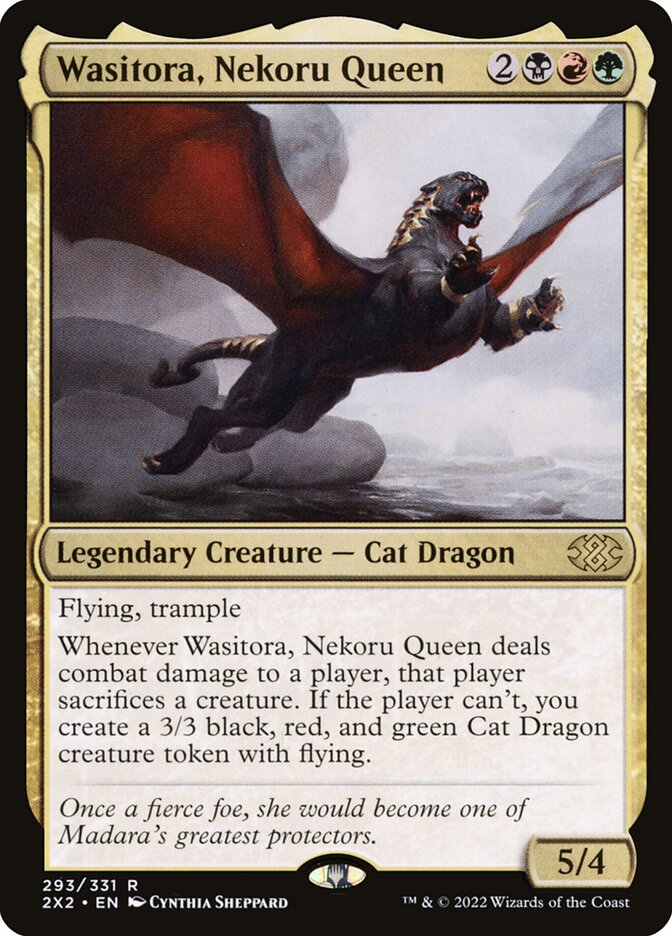 Wasitora, Nekoru Queen 2
Legendary Creature — Cat Dragon
Flying, trample
Whenever Wasitora, Nekoru Queen deals
combat damage to a player, that player
sacrifices a creature. If the player can't, you
create a 3/3 black, red, and green Cat Dragon
creature token with flying.
Once a fierce foe, she would become one of
Madara's greatest protectors.
5/4
293/331 R
2X2 • EN Cynthia Sheppard
™ & © 2022 Wizards of the Coast